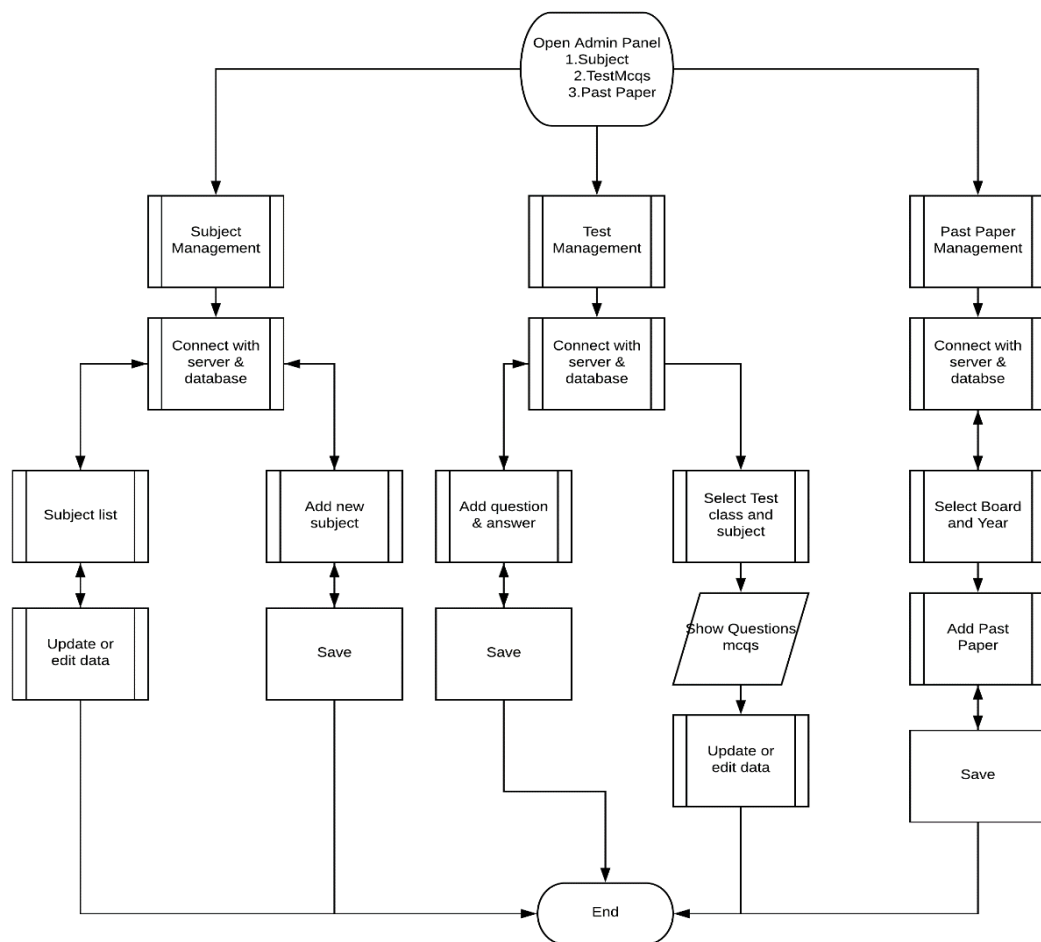 Open Admin Panel
1.Subject
2.TestMcqs
3.Past Paper
Subject
Management
Test
Management
Past Paper
Management
Connect with
server &
database
Connect with
server &
database
Connect with
server &
databse
Subject list
Add new
subject
Add question
& answer
Select Test
class and
subject
Select Board
and Year
Update or
edit data
Save
Save
Show Questions
mcqs
Add Past
Paper
Update or
edit data
Save
End